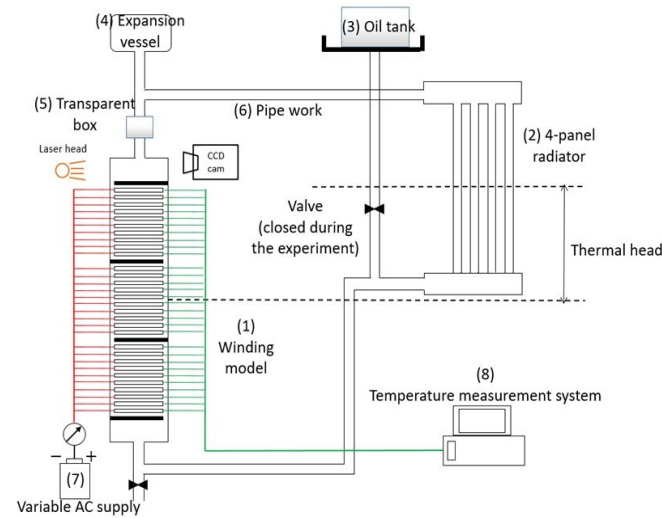 (4) Expansion
vessel
(3) Oil tank
(5) Transparent
box
(6) Pipe work
(2) 4-panel
radiator
Laser head
CCD
cam
Valve
(closed during
the experiment)
Thermal head
(1)
Winding
model
(8)
Temperature measurement system
− +
(7)
Variable AC supply